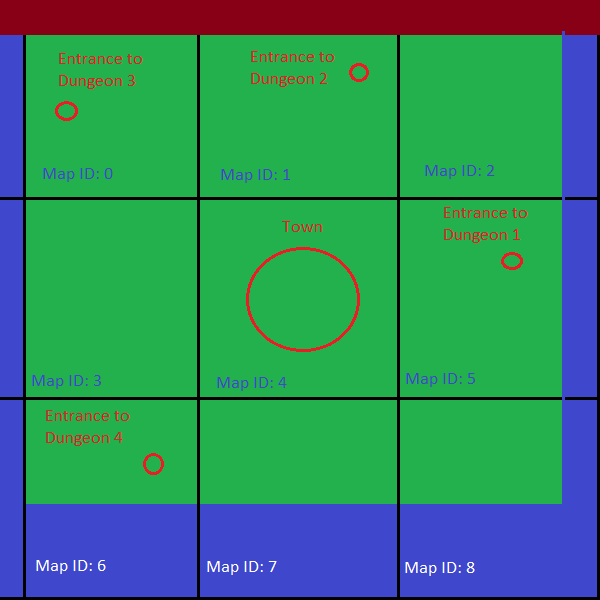 Entrance to
Dungeon 3
Map ID: 0
Entrance to
Dungeon 2
Map ID: 1
Map ID: 2
Map ID: 3
Town
Map ID: 4
Entrance to
Dungeon 1
Map ID: 5
Entrance to
Dungeon 4
Map ID: 6
Map ID: 7
Map ID: 8